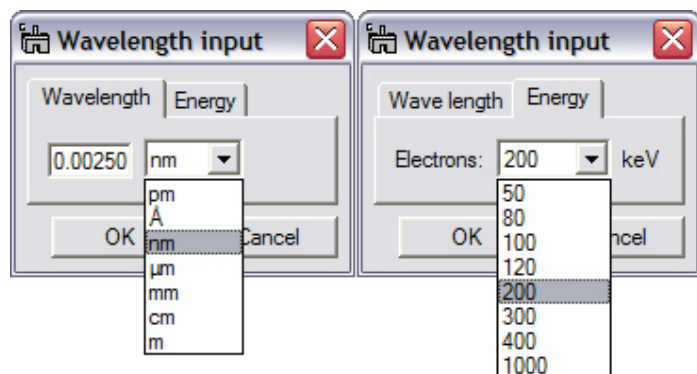 Wavelength input
Wavelength Energy
0.00250 nm
pm
Å
nm
µm
mm
cm
m
OK Cancel
Wavelength input
Wave length Energy
Electrons: 200 keV
50
80
100
120
200
300
400
1000
OK ncel